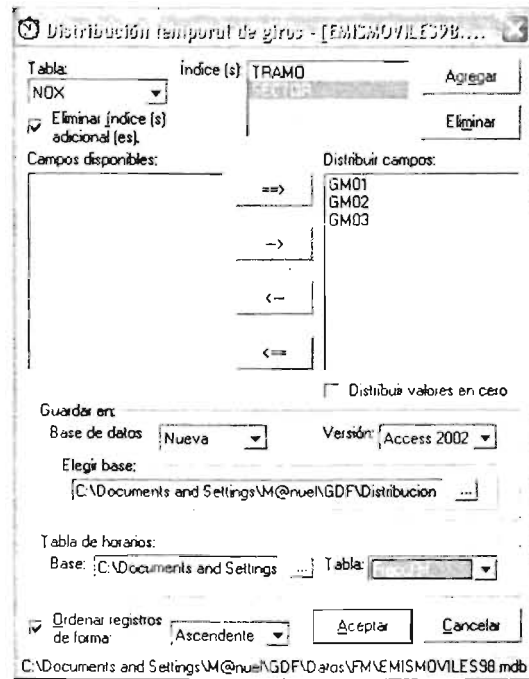 Distribución temporal de giros - [EMISMOVILES98....
Tabla:
NOX
Índice (s)
TRAMO
SECTOR
Agregar
Eliminar índice (s)
adicional (es).
Eliminar
Campos disponibles:
Distribuir campos:
==>
-->
<--
<==
GM01
GM02
GM03
Distribuir valores en cero
Guardar en:
Base de datos
Nueva
Versión:
Access 2002
Elegir base:
C:\Documents and Settings\M@nuel\GDF\Distribucion
...
Tabla de horarios:
Base:
C:\Documents and Settings
...
Tabla:
Ordenar registros
de forma:
Ascendente
Aceptar
Cancelar
C:\Documents and Settings\M@nuel\GDF\Datos\FM\EMISMOVILES98.mdb